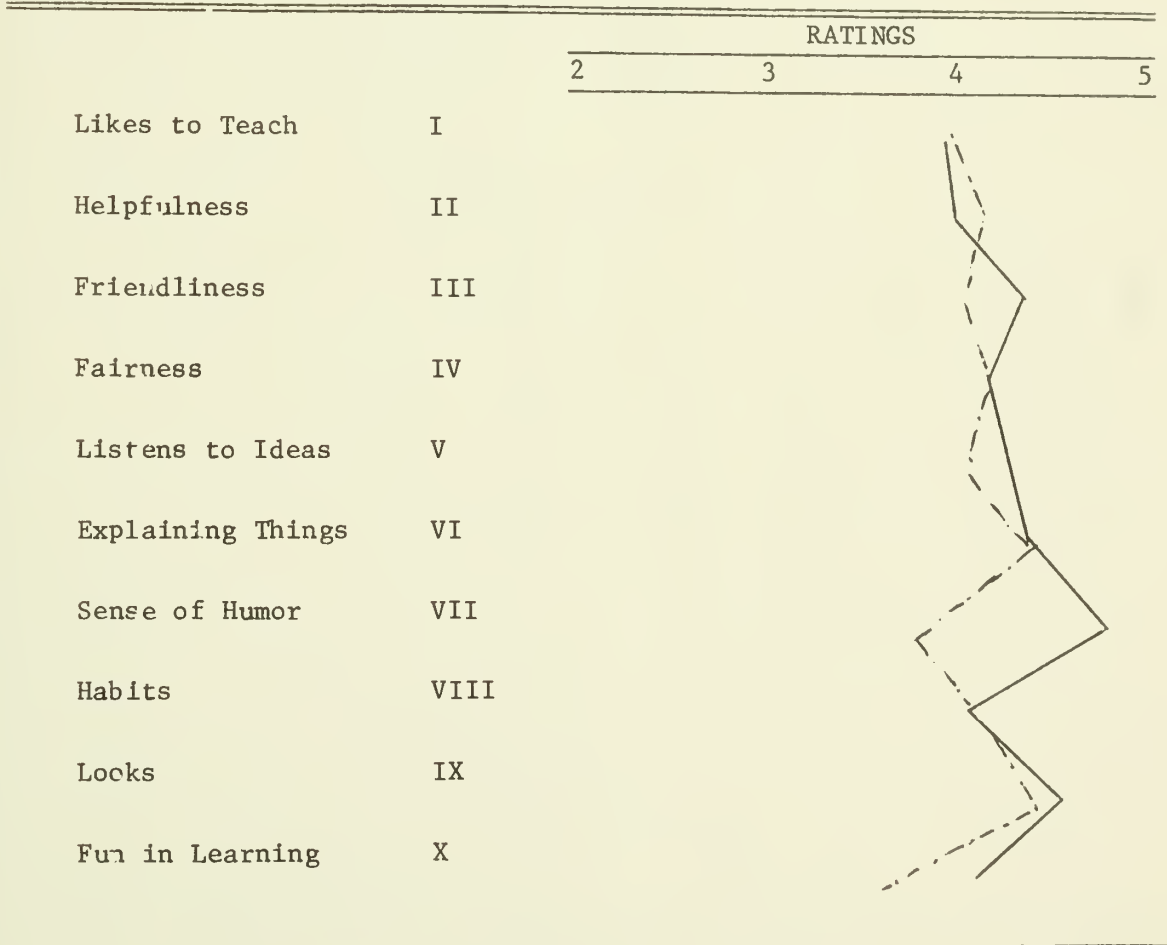 RATINGS
2 3 4 5
Likes to Teach I
Helpfulness II
Friendliness III
Fairness IV
Listens to Ideas V
Explaining Things VI
Sense of Humor VII
Habits VIII
Looks IX
Fun in Learning X